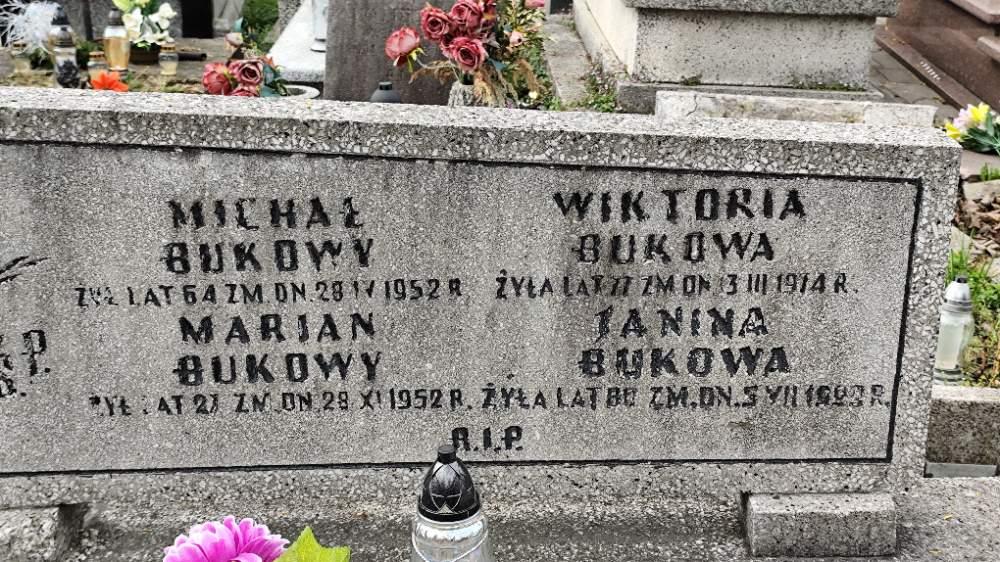 Ś.P.
MICHAŁ
BUKOWY
ŻYŁ LAT 64 ZM. DN. 28 IV 1952 R
MARIAN
BUKOWY
ŻYŁ LAT 27 ZM. DN. 28 XI 1952 R.
WIKTORIA
BUKOWA
ŻYŁA LAT 77 ZM. DN 13 III 1974 R.
JANINA
BUKOWA
ŻYŁA LAT ZM. DN. 5 VII R.
R.I.P.